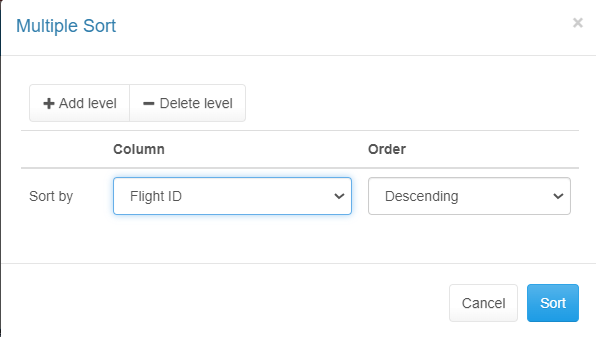 Multiple Sort
×
Add level
Delete level
Column Order
Sort by Flight ID Descending
Cancel Sort